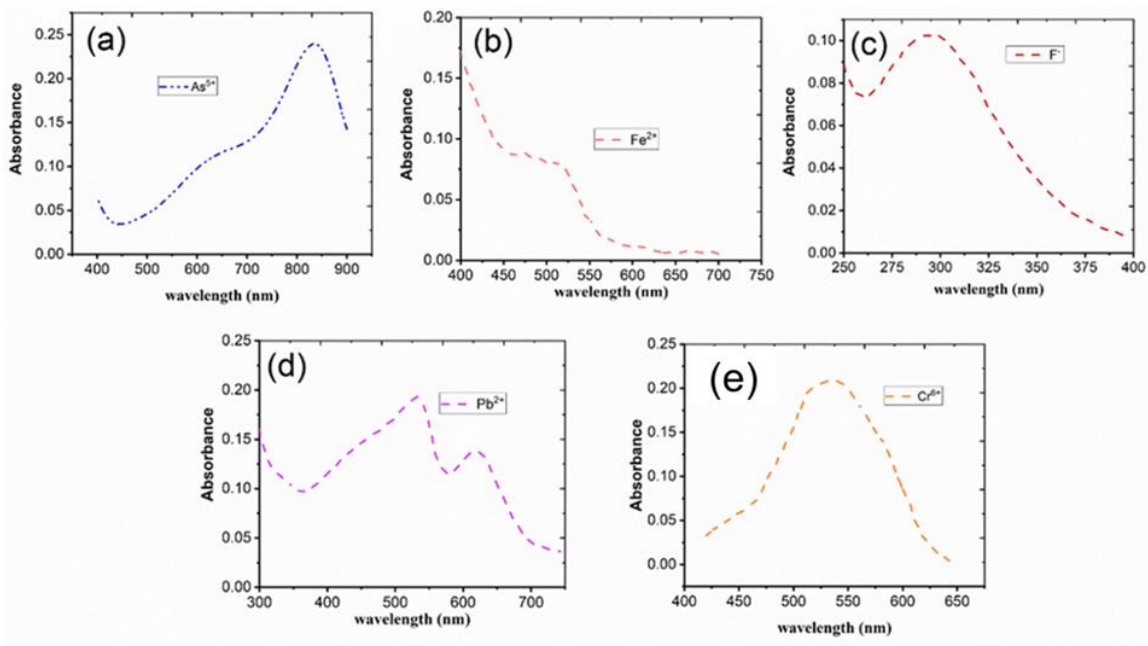 (a)
As5+
0.25
0.20
0.15
0.10
0.05
0.00
Absorbance
400 500 600 700 800 900
wavelength (nm)
(b)
Fe2+
0.20
0.15
0.10
0.05
0.00
Absorbance
400 450 500 550 600 650 700 750
wavelength (nm)
(c)
F-
0.10
0.08
0.06
0.04
0.02
0.00
Absorbance
250 275 300 325 350 375 400
wavelength (nm)
(d)
Pb2+
0.25
0.20
0.15
0.10
0.05
0.00
Absorbance
300 400 500 600 700
wavelength (nm)
(e)
Cr6+
0.25
0.20
0.15
0.10
0.05
0.00
Absorbance
400 450 500 550 600 650
wavelength (nm)